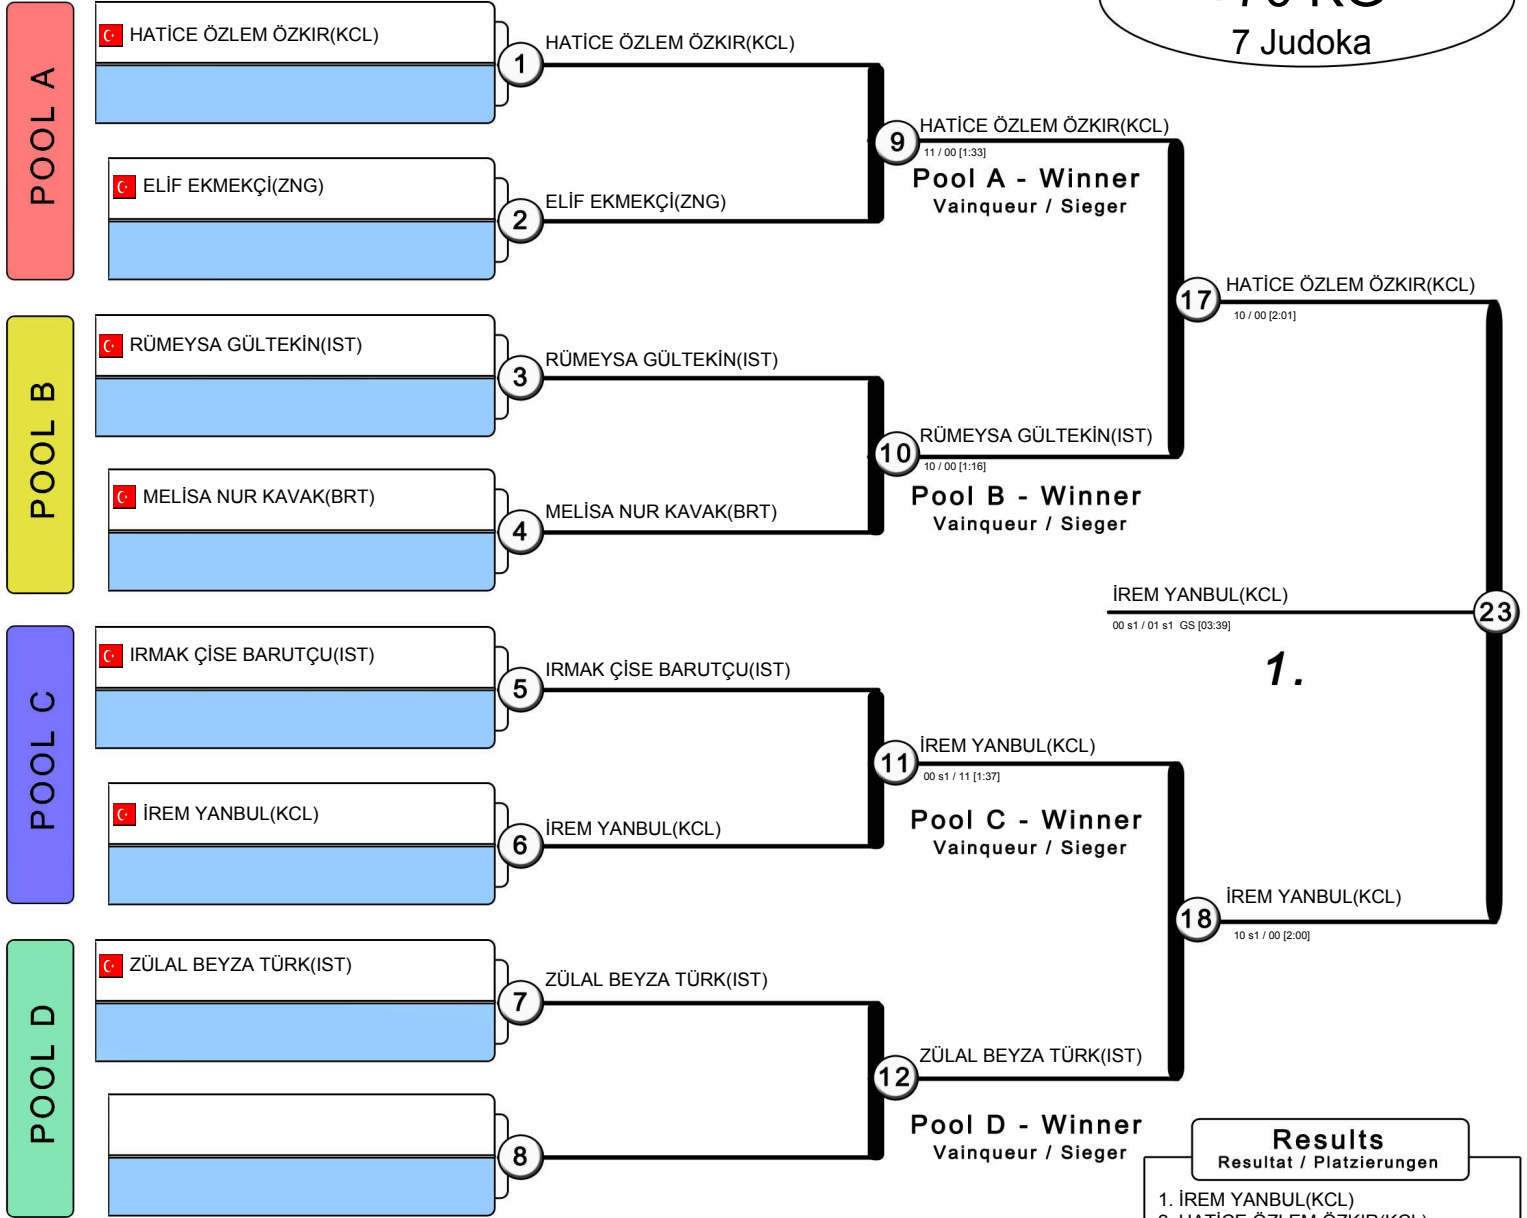 KG
7 Judoka
POOL A
HATİCE ÖZLEM ÖZKIR(KCL)
1
HATİCE ÖZLEM ÖZKIR(KCL)
ELİF EKMEKÇİ(ZNG)
2
ELİF EKMEKÇİ(ZNG)
9
HATİCE ÖZLEM ÖZKIR(KCL)
11 / 00 [1:33]
Pool A - Winner
Vainqueur / Sieger
POOL B
RÜMEYSA GÜLTEKİN(IST)
3
RÜMEYSA GÜLTEKİN(IST)
MELİSA NUR KAVAK(BRT)
4
MELİSA NUR KAVAK(BRT)
10
RÜMEYSA GÜLTEKİN(IST)
10 / 00 [1:16]
Pool B - Winner
Vainqueur / Sieger
17
HATİCE ÖZLEM ÖZKIR(KCL)
10 / 00 [2:01]
POOL C
IRMAK ÇİSE BARUTÇU(IST)
5
IRMAK ÇİSE BARUTÇU(IST)
İREM YANBUL(KCL)
6
İREM YANBUL(KCL)
11
İREM YANBUL(KCL)
00 s1 / 11 [1:37]
Pool C - Winner
Vainqueur / Sieger
POOL D
ZÜLAL BEYZA TÜRK(IST)
7
ZÜLAL BEYZA TÜRK(IST)
8
12
ZÜLAL BEYZA TÜRK(IST)
Pool D - Winner
Vainqueur / Sieger
18
İREM YANBUL(KCL)
10 s1 / 00 [2:00]
İREM YANBUL(KCL)
23
00 s1 / 01 s1 GS [03:39]
1.
Results
Resultat / Platzierungen
1. İREM YANBUL(KCL)
2. HATİCE ÖZLEM ÖZKIR(KCL)